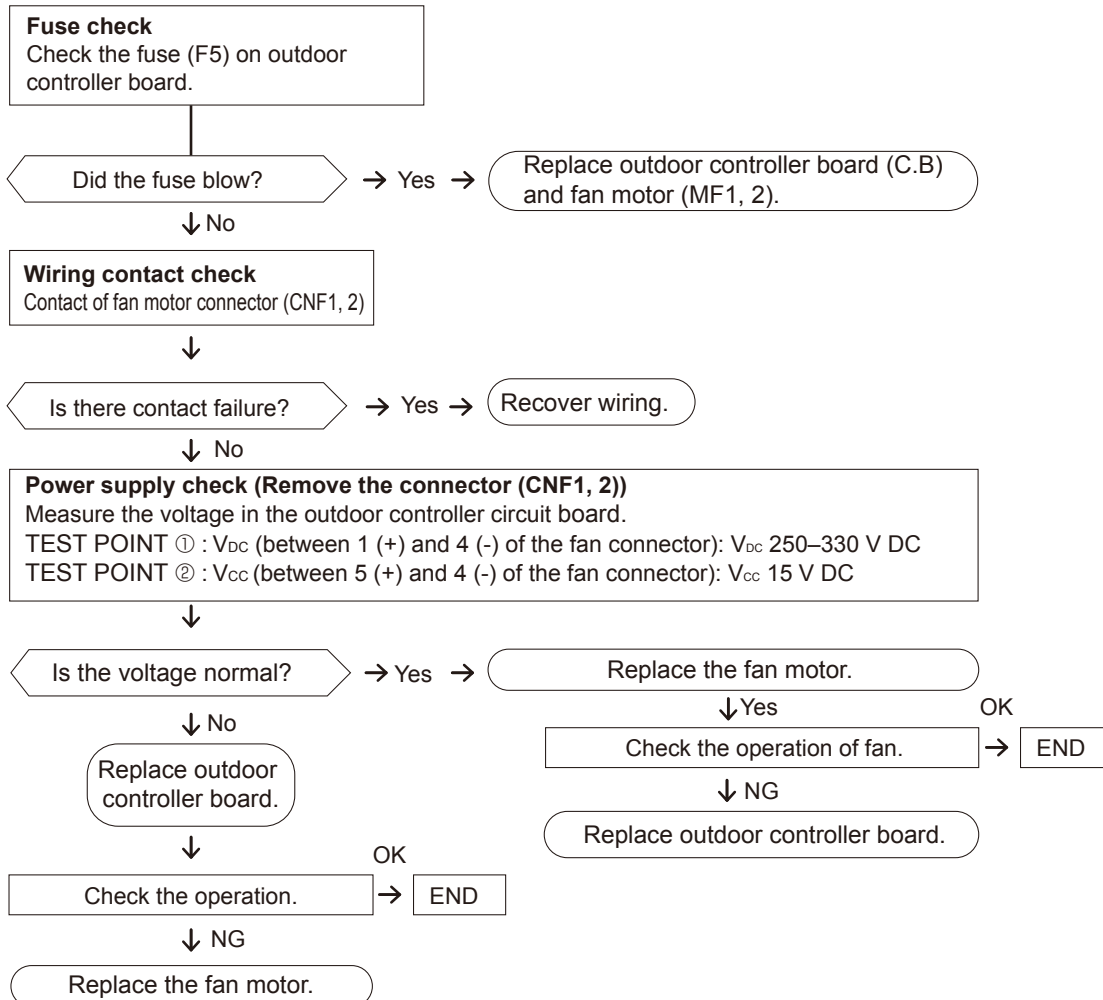 Fuse check
Check the fuse (F5) on outdoor
controller board.
Did the fuse blow?
Yes
Replace outdoor controller board (C.B)
and fan motor (MF1, 2).
No
Wiring contact check
Contact of fan motor connector (CNF1, 2)
Is there contact failure?
Yes
Recover wiring.
No
Power supply check (Remove the connector (CNF1, 2))
Measure the voltage in the outdoor controller circuit board.
TEST POINT ① : VDC (between 1 (+) and 4 (-) of the fan connector): VDC 250–330 V DC
TEST POINT ② : VCC (between 5 (+) and 4 (-) of the fan connector): VCC 15 V DC
Is the voltage normal?
Yes
Replace the fan motor.
Yes
OK
Check the operation of fan.
END
NG
Replace outdoor controller board.
No
Replace outdoor
controller board.
OK
Check the operation.
END
NG
Replace the fan motor.